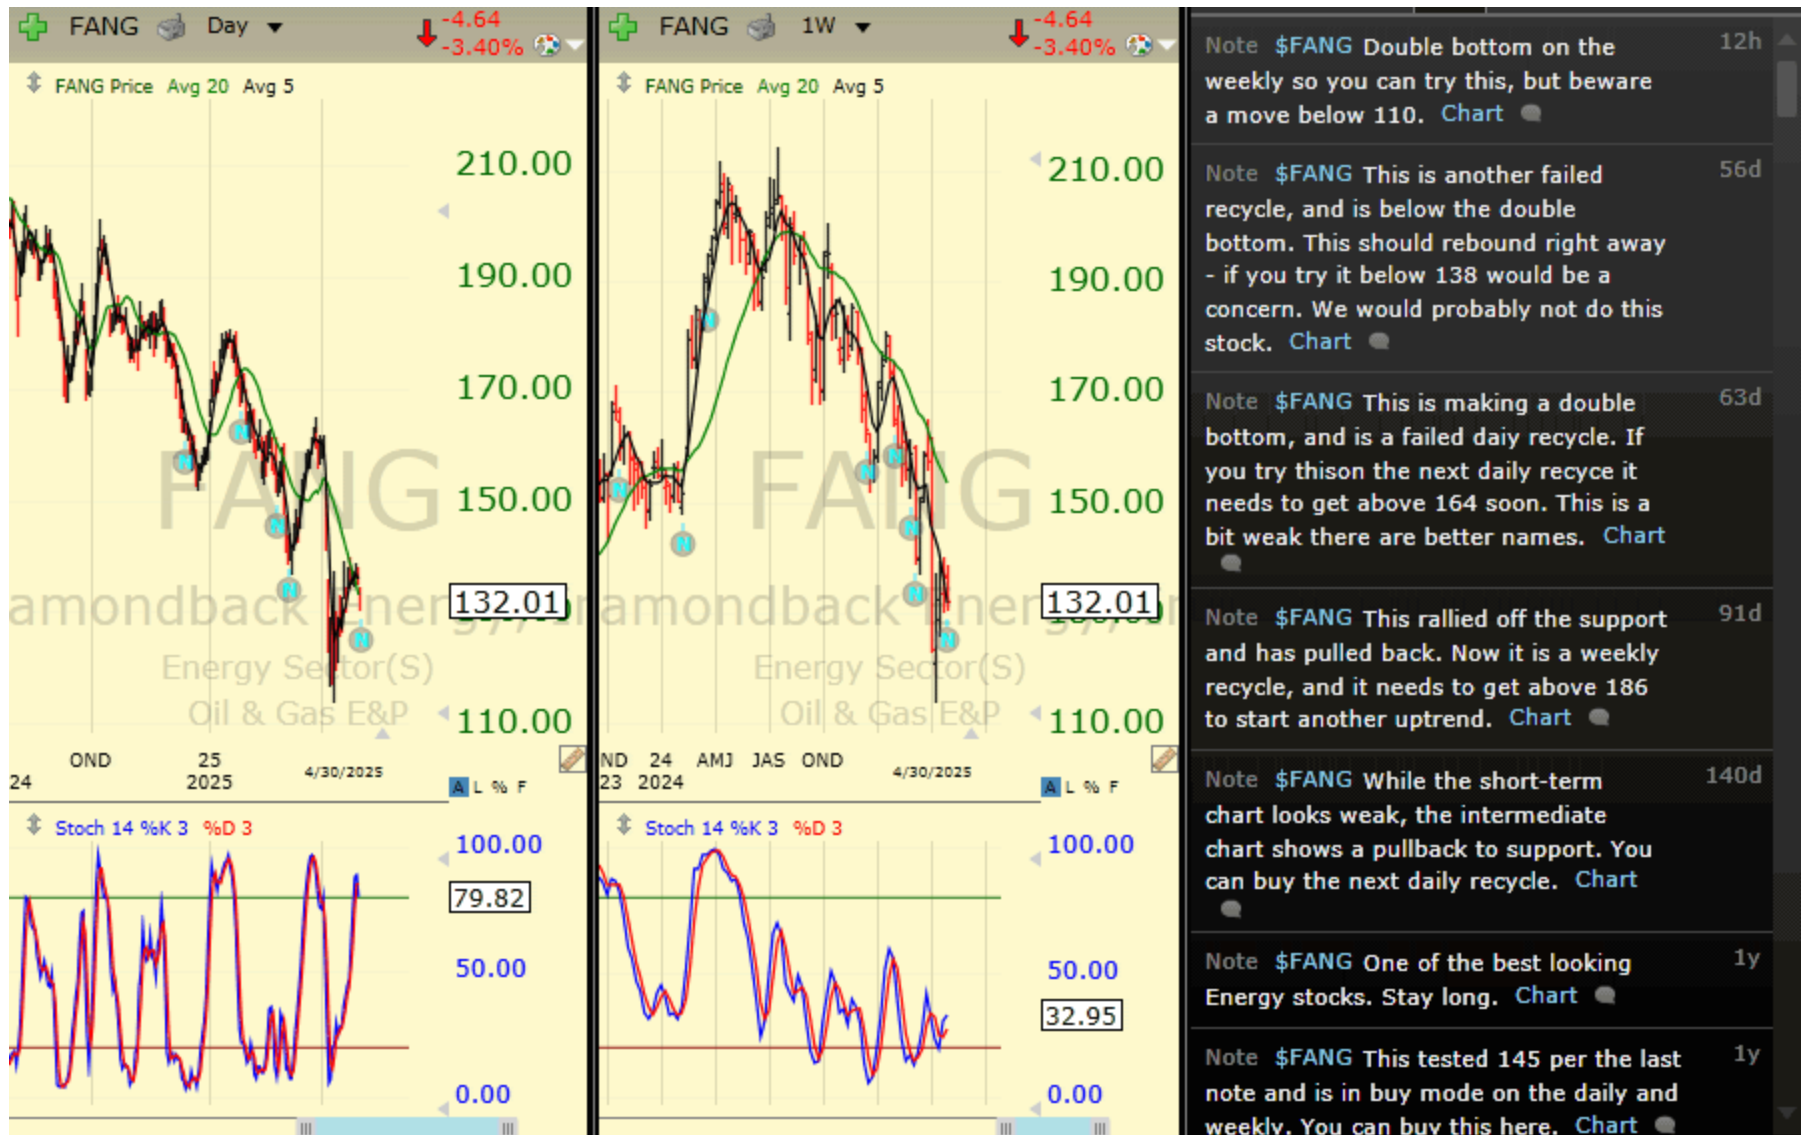 FANG Day
-4.64
-3.40%
FANG Price Avg 20 Avg 5
210.00
190.00
170.00
150.00
132.01
110.00
FANG
amondback Energy,
Energy Sector(S)
Oil & Gas E&P
OND 25
24 2025 4/30/2025
A L % F
Stoch 14 %K 3 %D 3
100.00
79.82
50.00
0.00
FANG 1W
-4.64
-3.40%
FANG Price Avg 20 Avg 5
210.00
190.00
170.00
150.00
132.01
110.00
FANG
amondback Energy,
Energy Sector(S)
Oil & Gas E&P
ND 24 AMJ JAS OND
23 2024 4/30/2025
A L % F
Stoch 14 %K 3 %D 3
100.00
50.00
32.95
0.00
Note $FANG Double bottom on the 12h
weekly so you can try this, but beware
a move below 110. Chart
Note $FANG This is another failed 56d
recycle, and is below the double
bottom. This should rebound right away
- if you try it below 138 would be a
concern. We would probably not do this
stock. Chart
Note $FANG This is making a double 63d
bottom, and is a failed daiy recycle. If
you try thison the next daily recyce it
needs to get above 164 soon. This is a
bit weak there are better names. Chart
Note $FANG This rallied off the support 91d
and has pulled back. Now it is a weekly
recycle, and it needs to get above 186
to start another uptrend. Chart
Note $FANG While the short-term 140d
chart looks weak, the intermediate
chart shows a pullback to support. You
can buy the next daily recycle. Chart
Note $FANG One of the best looking 1y
Energy stocks. Stay long. Chart
Note $FANG This tested 145 per the last 1y
note and is in buy mode on the daily and
weekly. You can buy this here. Chart